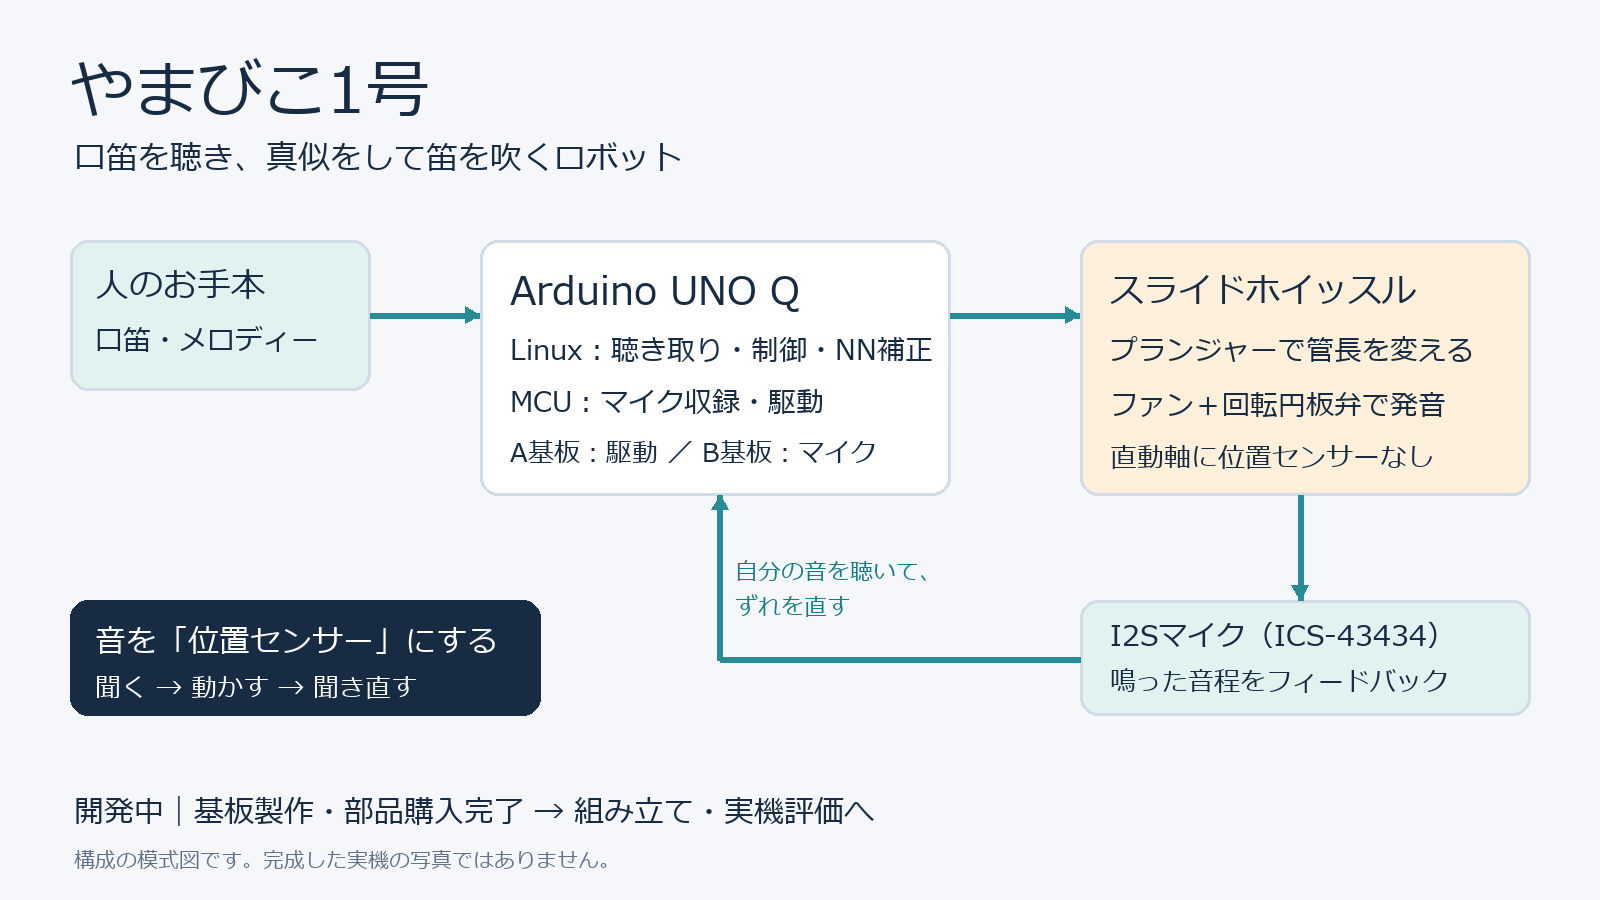 やまびこ1号
口笛を聴き、真似をして笛を吹くロボット
人のお手本
口笛・メロディー
Arduino UNO Q
Linux：聴き取り・制御・NN補正
MCU：マイク収録・駆動
A基板：駆動 ／ B基板：マイク
スライドホイッスル
プランジャーで管長を変える
ファン＋回転円板弁で発音
直動軸に位置センサーなし
自分の音を聴いて、
ずれを直す
音を「位置センサー」にする
聞く → 動かす → 聞き直す
I2Sマイク（ICS-43434）
鳴った音程をフィードバック
開発中｜基板製作・部品購入完了 → 組み立て・実機評価へ
構成の模式図です。完成した実機の写真ではありません。